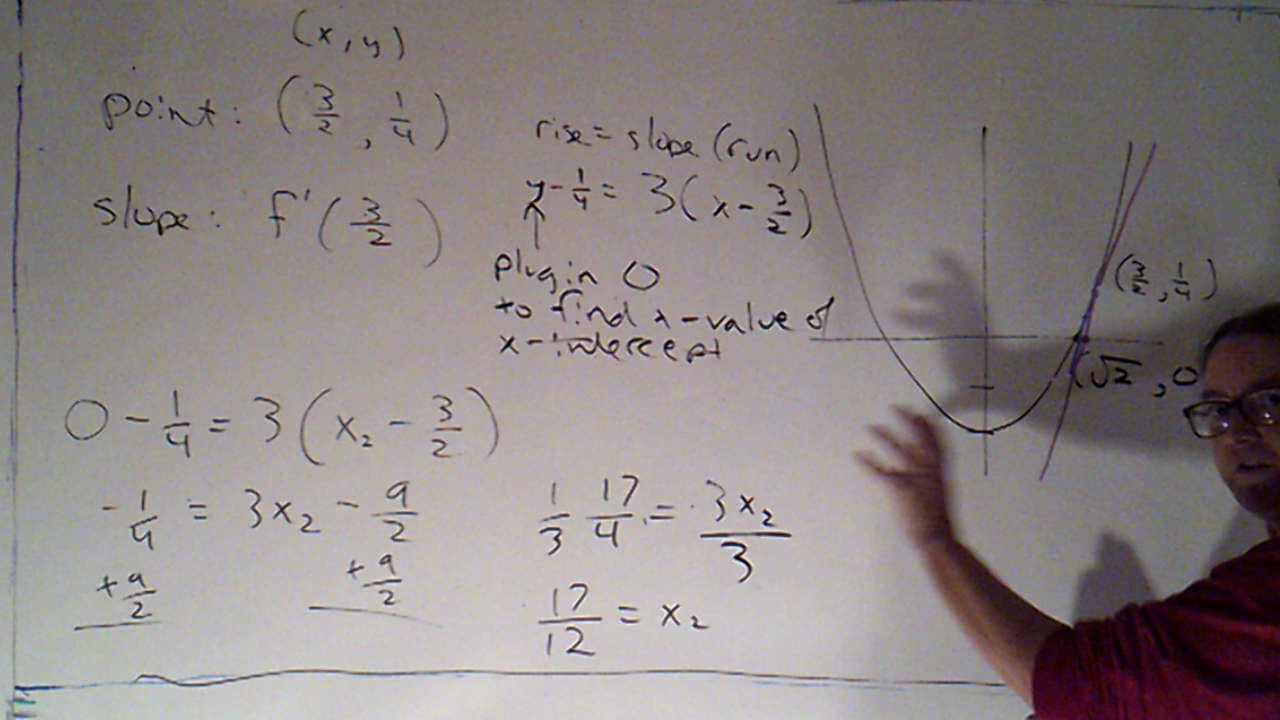 (x, y)
point: (3/2, 1/4)
slope: f'(3/2)
rise = slope (run)
y - 1/4 = 3(x - 3/2)
plug in 0
to find x-value of
x-intercept
0 - 1/4 = 3(x₂ - 3/2)
-1/4 = 3x₂ - 9/2
+9/2 +9/2
1/3 17/4 = 3x₂/3
17/12 = x₂
(3/2, 1/4)
(√2, 0